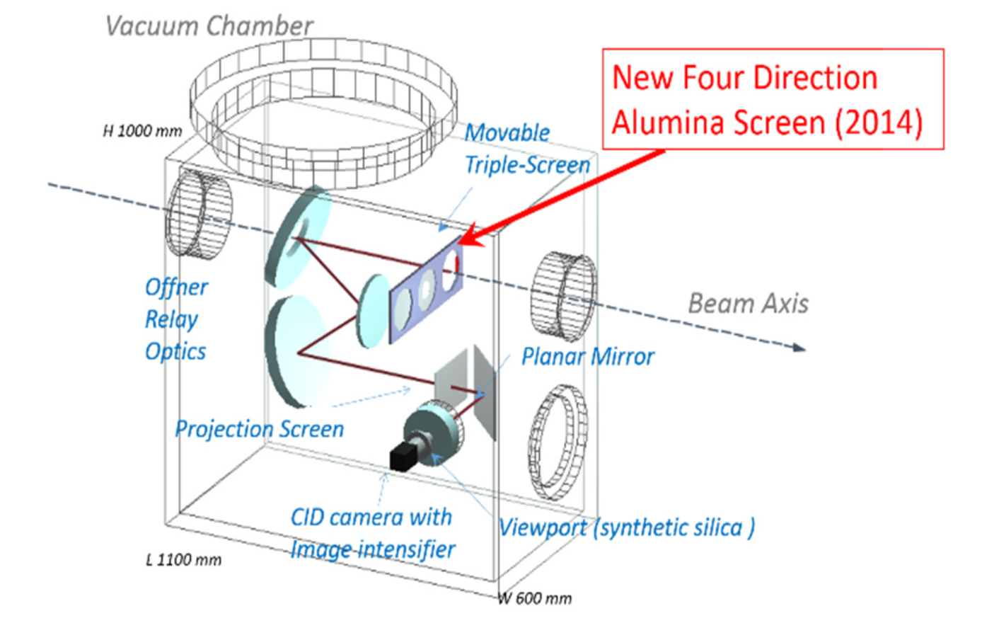 Vacuum Chamber
New Four Direction
Alumina Screen (2014)
H 1000 mm
Movable
Triple-Screen
Offner
Relay
Optics
Beam Axis
Planar Mirror
Projection Screen
CID camera with
Image intensifier
Viewport (synthetic silica )
L 1100 mm
W 600 mm